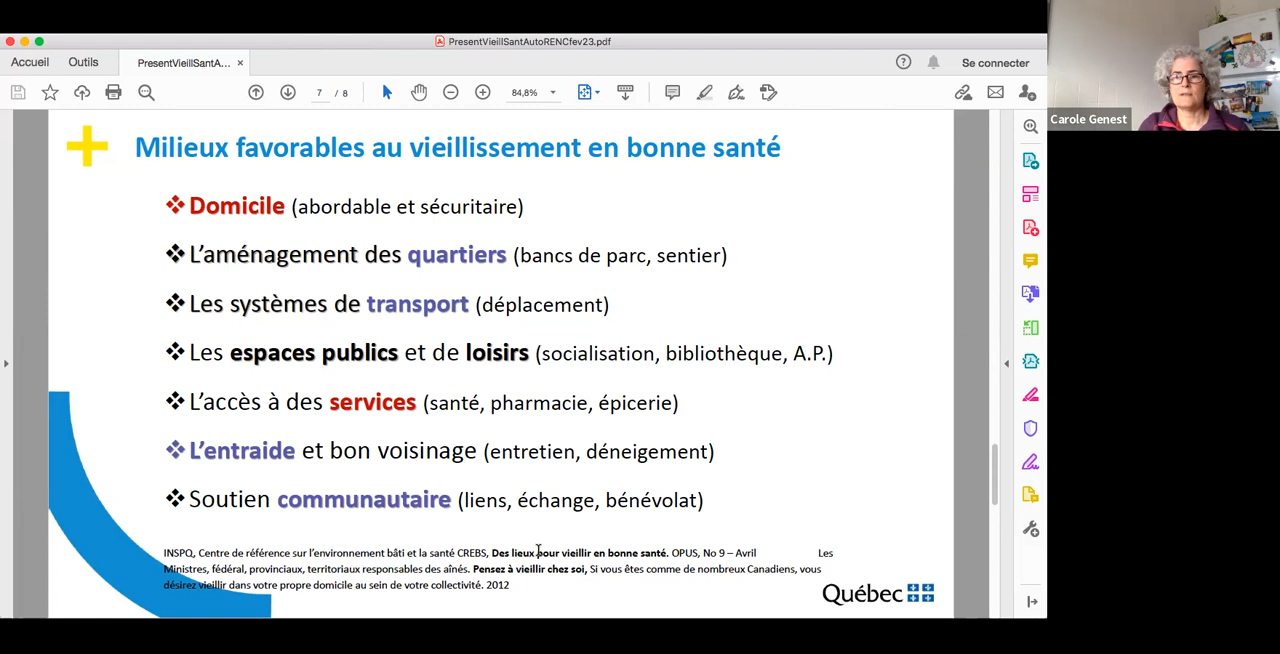 PresentVieillSantAutoRENCfev23.pdf
Accueil Outils PresentVieillSantA... × Se connecter
7 / 8 84,8%
Carole Genest
Milieux favorables au vieillissement en bonne santé
❖Domicile (abordable et sécuritaire)
❖L’aménagement des quartiers (bancs de parc, sentier)
❖Les systèmes de transport (déplacement)
❖Les espaces publics et de loisirs (socialisation, bibliothèque, A.P.)
❖L’accès à des services (santé, pharmacie, épicerie)
❖L’entraide et bon voisinage (entretien, déneigement)
❖Soutien communautaire (liens, échange, bénévolat)
INSPQ, Centre de référence sur l’environnement bâti et la santé CREBS, Des lieux pour vieillir en bonne santé. OPUS, No 9 – Avril Les
Ministres, fédéral, provinciaux, territoriaux responsables des aînés. Pensez à vieillir chez soi, Si vous êtes comme de nombreux Canadiens, vous
désirez vieillir dans votre propre domicile au sein de votre collectivité. 2012
Québec